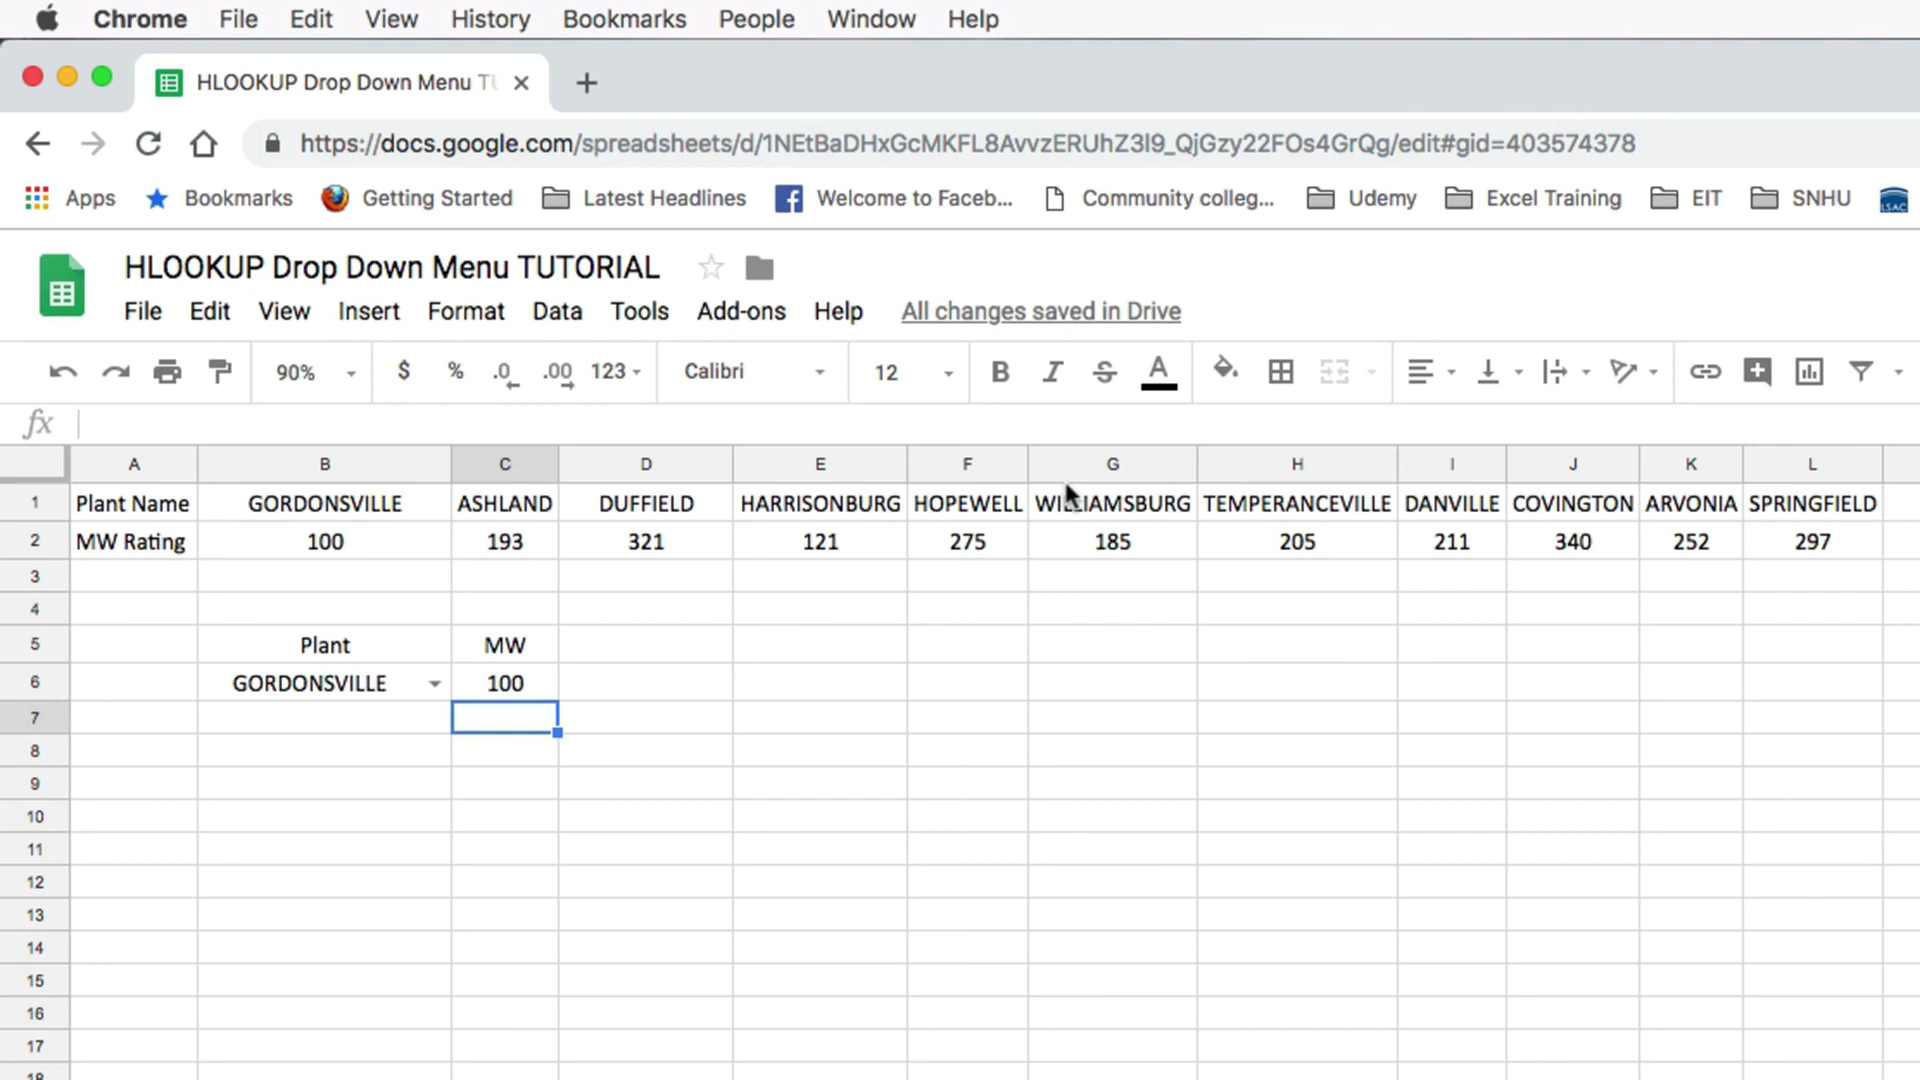 Chrome File Edit View History Bookmarks People Window Help
HLOOKUP Drop Down Menu TU
https://docs.google.com/spreadsheets/d/1NEtBaDHxGcMKFL8AvvzERUhZ3l9_QjGzy22FOs4GrQg/edit#gid=403574378
Apps Bookmarks Getting Started Latest Headlines Welcome to Faceb... Community colleg... Udemy Excel Training EIT SNHU LSAC
HLOOKUP Drop Down Menu TUTORIAL
File Edit View Insert Format Data Tools Add-ons Help All changes saved in Drive
90% $ % .0 .00 123 Calibri 12 B I S A
fx
A B C D E F G H I J K L
1 Plant Name GORDONSVILLE ASHLAND DUFFIELD HARRISONBURG HOPEWELL WILLIAMSBURG TEMPERANCEVILLE DANVILLE COVINGTON ARVONIA SPRINGFIELD
2 MW Rating 100 193 321 121 275 185 205 211 340 252 297
3
4
5 Plant MW
6 GORDONSVILLE 100
7
8
9
10
11
12
13
14
15
16
17
18